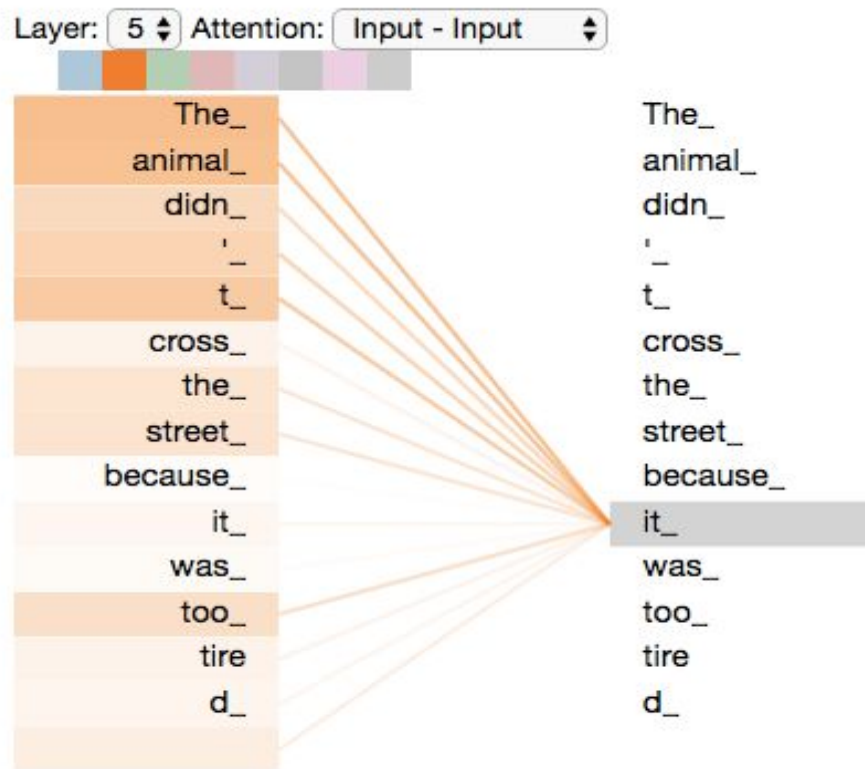 Layer: 5 Attention: Input - Input
The_ The_
animal_ animal_
didn_ didn_
'_ '_
t_ t_
cross_ cross_
the_ the_
street_ street_
because_ because_
it_ it_
was_ was_
too_ too_
tire tire
d_ d_